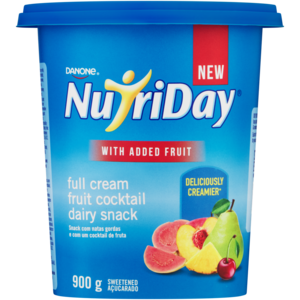 DANONE
NEW
NuTriDay®
WITH ADDED FRUIT
full cream
fruit cocktail
dairy snack
DELICIOUSLY
CREAMIER*
Snack com natas gordas
e com um cocktail de fruta
900 g
SWEETENED
AÇUCARADO